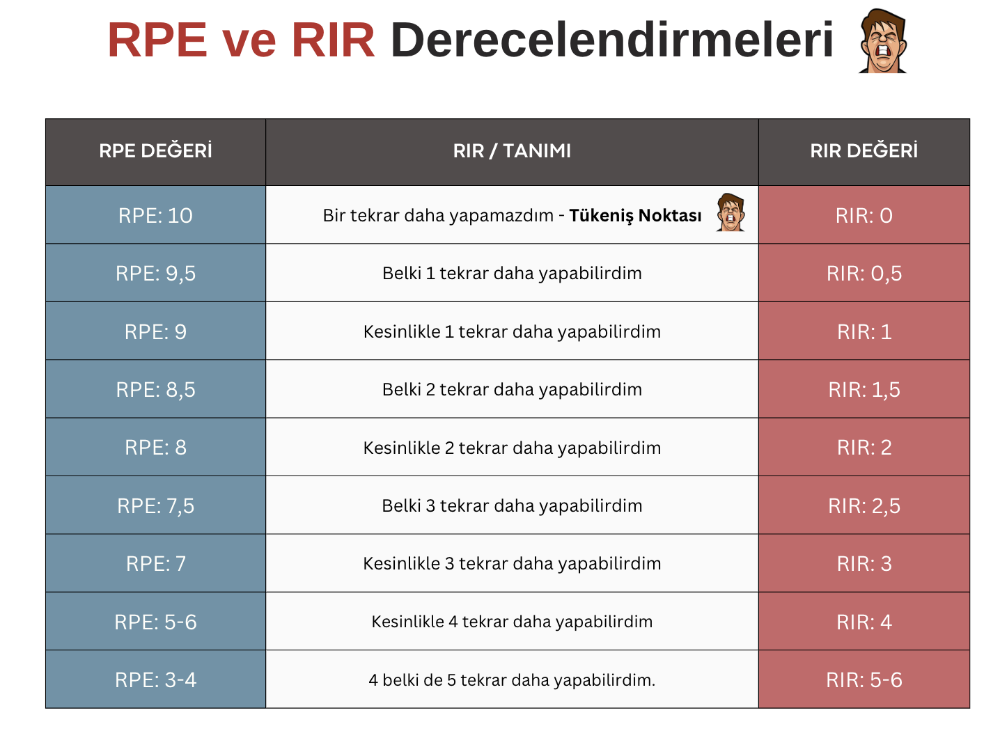 RPE ve RIR Derecelendirmeleri
RPE DEĞERİ RIR / TANIMI RIR DEĞERİ
RPE: 10 Bir tekrar daha yapamazdım - Tükeniş Noktası RIR: 0
RPE: 9,5 Belki 1 tekrar daha yapabilirdim RIR: 0,5
RPE: 9 Kesinlikle 1 tekrar daha yapabilirdim RIR: 1
RPE: 8,5 Belki 2 tekrar daha yapabilirdim RIR: 1,5
RPE: 8 Kesinlikle 2 tekrar daha yapabilirdim RIR: 2
RPE: 7,5 Belki 3 tekrar daha yapabilirdim RIR: 2,5
RPE: 7 Kesinlikle 3 tekrar daha yapabilirdim RIR: 3
RPE: 5-6 Kesinlikle 4 tekrar daha yapabilirdim RIR: 4
RPE: 3-4 4 belki de 5 tekrar daha yapabilirdim. RIR: 5-6